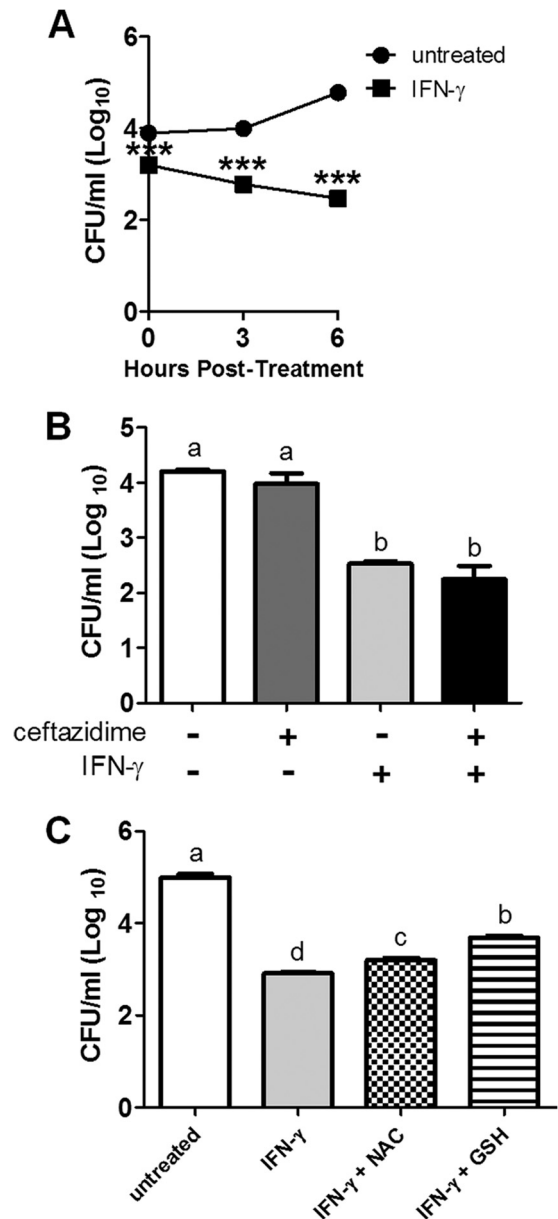 A
6
untreated
IFN-γ
4
***
***
***
CFU/ml (Log10)
2
0
0 3 6
Hours Post-Treatment
B
5
a a
4
3
b b
CFU/ml (Log 10)
2
1
0
ceftazidime - + - +
IFN-γ - - + +
C
6
a
4
b
c
d
CFU/ml (Log 10)
2
0
untreated
IFN-γ
IFN-γ + NAC
IFN-γ + GSH